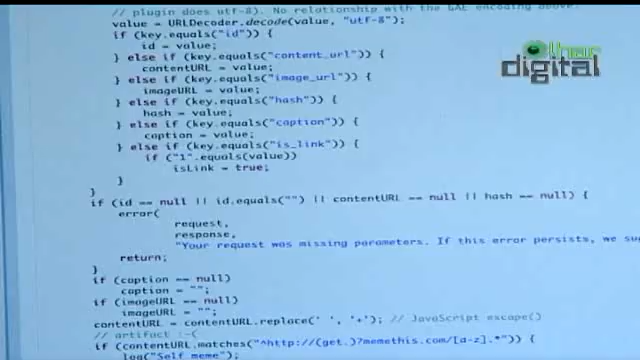 // plugin does utf-8). No relationship with the GAE encoding above.
value = URLDecoder.decode(value, "utf-8");
if (key.equals("id")) {
id = value;
} else if (key.equals("content_url")) {
contentURL = value;
} else if (key.equals("image_url")) {
imageURL = value;
} else if (key.equals("hash")) {
hash = value;
} else if (key.equals("caption")) {
caption = value;
} else if (key.equals("is_link")) {
if ("1".equals(value))
isLink = true;
}
}
if (id == null || id.equals("") || contentURL == null || hash == null) {
error(
request,
response,
"Your request was missing parameters. If this error persists, we su
return;
}
if (caption == null)
caption = "";
if (imageURL == null)
imageURL = "";
contentURL = contentURL.replace(' ', '+'); // JavaScript escape()
// artifact :-(
if (contentURL.matches("^http://(get.)?memethis.com/[a-z].*")) {
log("Self meme");
olhar
digital